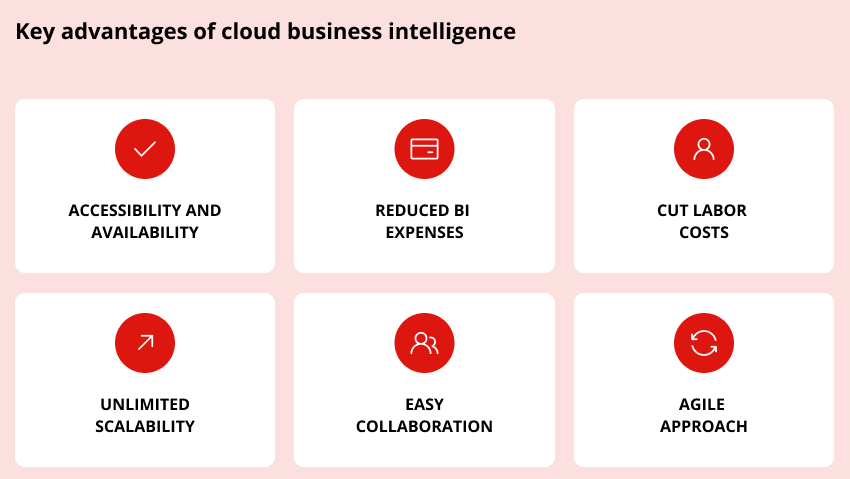 Key advantages of cloud business intelligence
ACCESSIBILITY AND
AVAILABILITY
REDUCED BI
EXPENSES
CUT LABOR
COSTS
UNLIMITED
SCALABILITY
EASY
COLLABORATION
AGILE
APPROACH